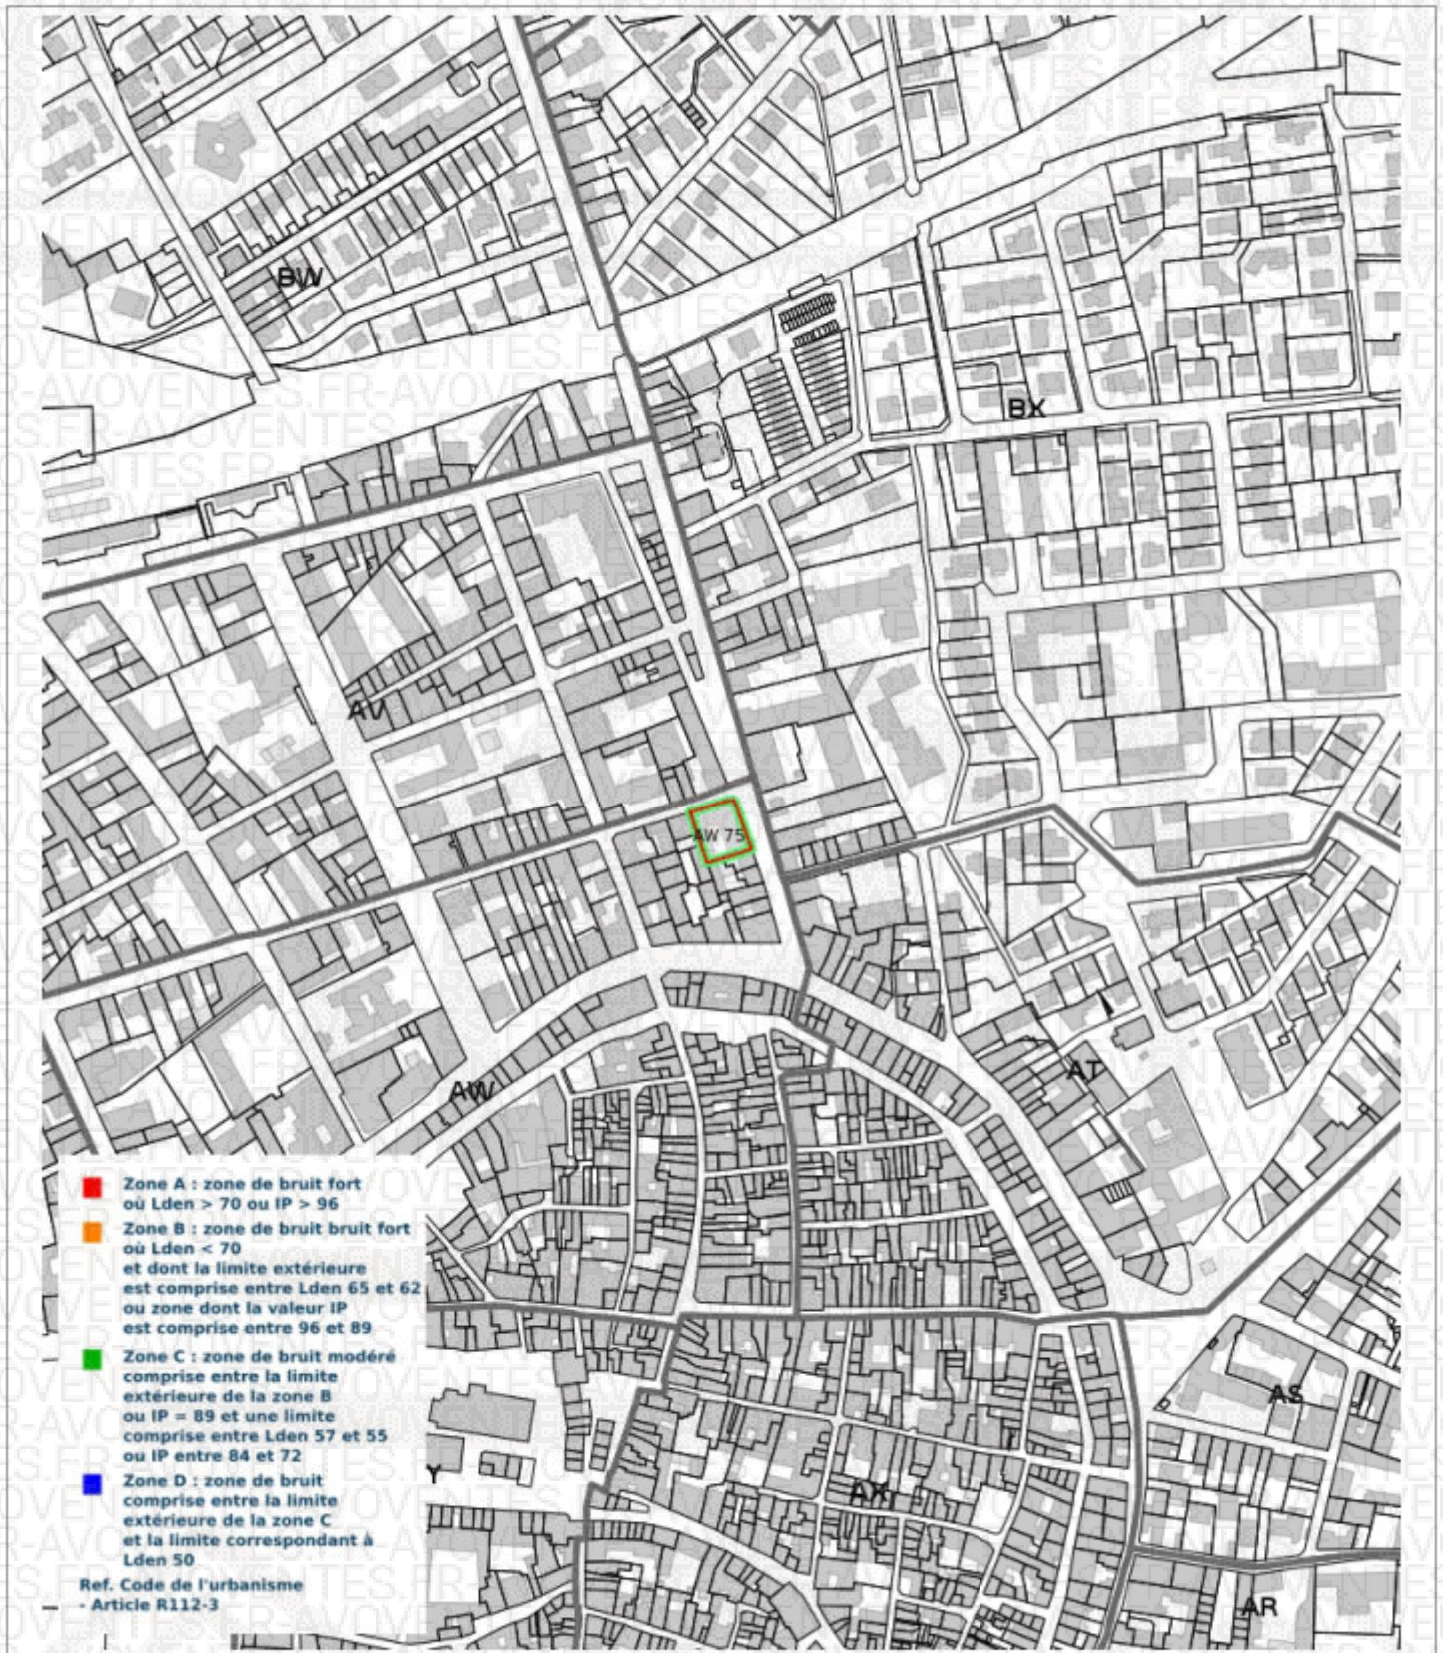 BW
BX
AV
AW 75
AT
AW
Zone A : zone de bruit fort
où Lden > 70 ou IP > 96
Zone B : zone de bruit bruit fort
où Lden < 70
et dont la limite extérieure
est comprise entre Lden 65 et 62
ou zone dont la valeur IP
est comprise entre 96 et 89
Zone C : zone de bruit modéré
comprise entre la limite
extérieure de la zone B
ou IP = 89 et une limite
comprise entre Lden 57 et 55
ou IP entre 84 et 72
Zone D : zone de bruit
comprise entre la limite
extérieure de la zone C
et la limite correspondant à
Lden 50
Ref. Code de l'urbanisme
- Article R112-3
AS
Y
AX
AR